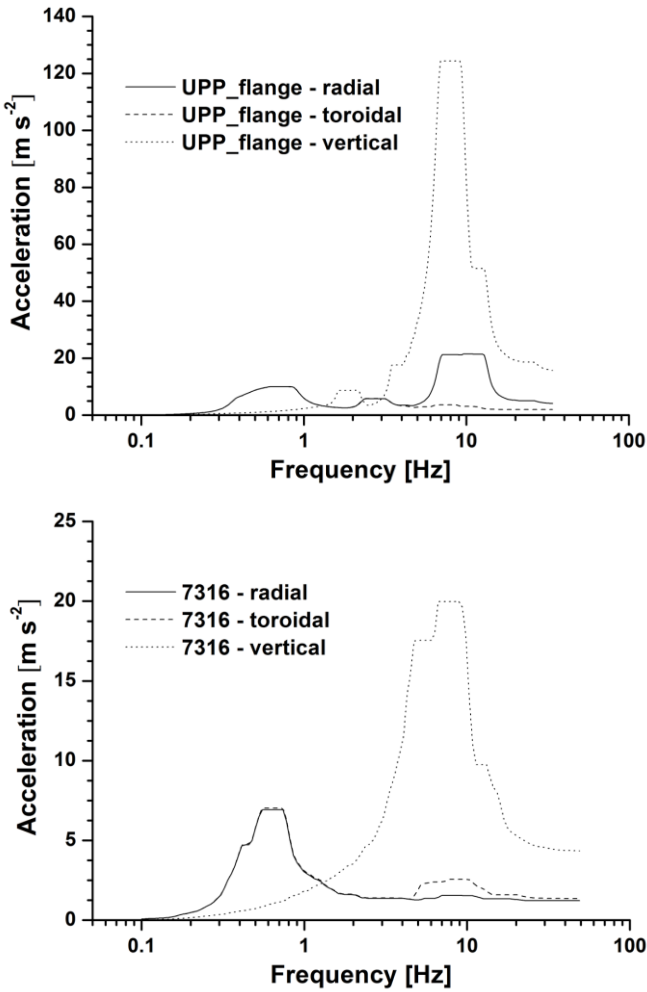 140
120
100
80
60
40
20
0
Acceleration [m s⁻²]
UPP_flange - radial
UPP_flange - toroidal
UPP_flange - vertical
0.1 1 10 100
Frequency [Hz]
25
20
15
10
5
0
Acceleration [m s⁻²]
7316 - radial
7316 - toroidal
7316 - vertical
0.1 1 10 100
Frequency [Hz]